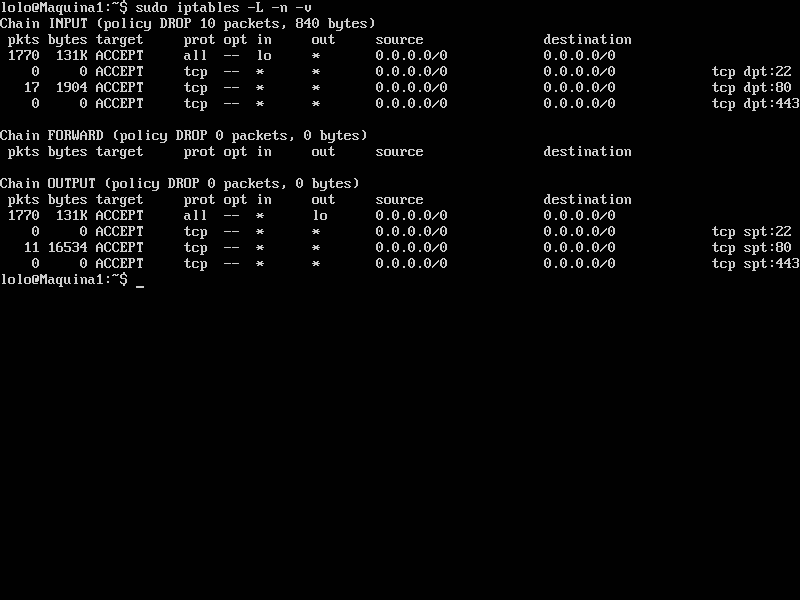 lolo@Maquina1:~$ sudo iptables -L -n -v
Chain INPUT (policy DROP 10 packets, 840 bytes)
 pkts bytes target     prot opt in     out     source               destination
 1770  131K ACCEPT     all  --  lo     *       0.0.0.0/0            0.0.0.0/0
    0     0 ACCEPT     tcp  --  *      *       0.0.0.0/0            0.0.0.0/0            tcp dpt:22
   17  1904 ACCEPT     tcp  --  *      *       0.0.0.0/0            0.0.0.0/0            tcp dpt:80
    0     0 ACCEPT     tcp  --  *      *       0.0.0.0/0            0.0.0.0/0            tcp dpt:443
Chain FORWARD (policy DROP 0 packets, 0 bytes)
 pkts bytes target     prot opt in     out     source               destination
Chain OUTPUT (policy DROP 0 packets, 0 bytes)
 pkts bytes target     prot opt in     out     source               destination
 1770  131K ACCEPT     all  --  *      lo      0.0.0.0/0            0.0.0.0/0
    0     0 ACCEPT     tcp  --  *      *       0.0.0.0/0            0.0.0.0/0            tcp spt:22
   11 16534 ACCEPT     tcp  --  *      *       0.0.0.0/0            0.0.0.0/0            tcp spt:80
    0     0 ACCEPT     tcp  --  *      *       0.0.0.0/0            0.0.0.0/0            tcp spt:443
lolo@Maquina1:~$ _